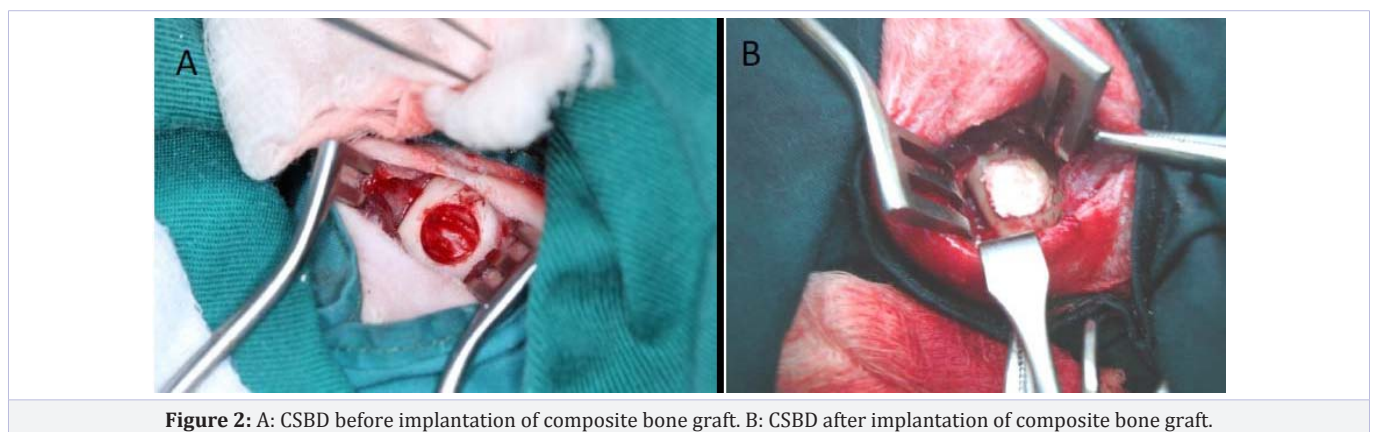 A
B
Figure 2: A: CSBD before implantation of composite bone graft. B: CSBD after implantation of composite bone graft.